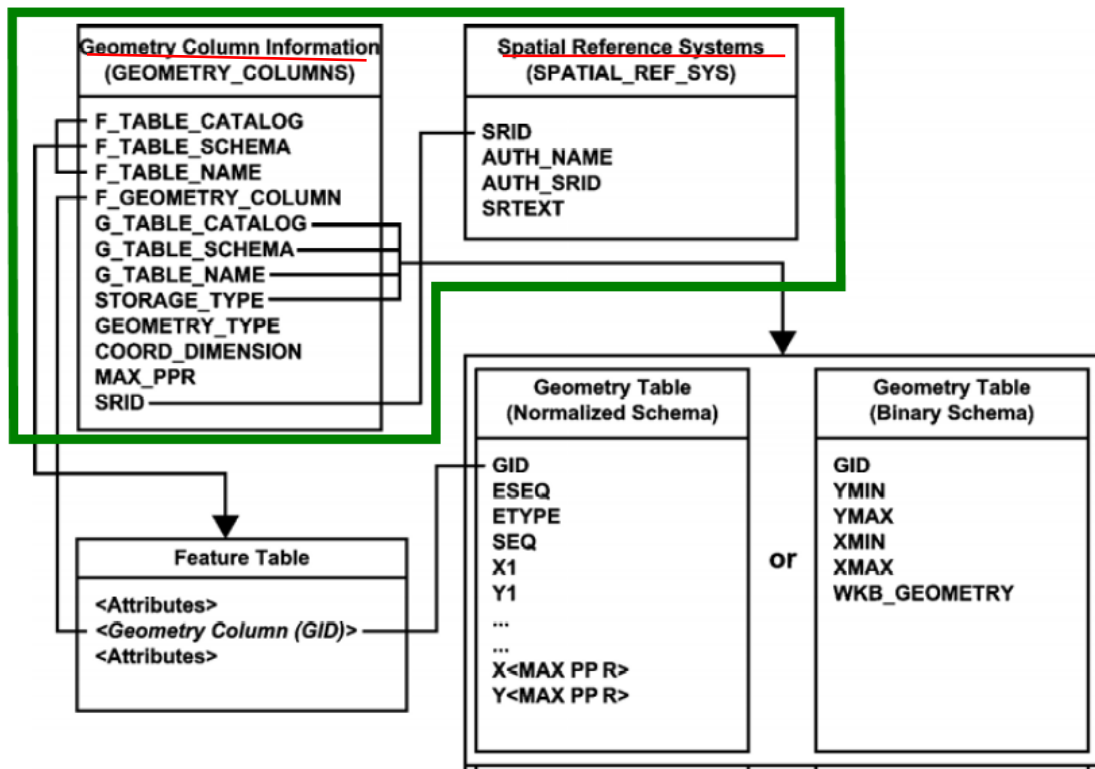 Geometry Column Information
(GEOMETRY_COLUMNS)
F_TABLE_CATALOG
F_TABLE_SCHEMA
F_TABLE_NAME
F_GEOMETRY_COLUMN
G_TABLE_CATALOG
G_TABLE_SCHEMA
G_TABLE_NAME
STORAGE_TYPE
GEOMETRY_TYPE
COORD_DIMENSION
MAX_PPR
SRID
Spatial Reference Systems
(SPATIAL_REF_SYS)
SRID
AUTH_NAME
AUTH_SRID
SRTEXT
Feature Table
<Attributes>
<Geometry Column (GID)>
<Attributes>
Geometry Table
(Normalized Schema)
GID
ESEQ
ETYPE
SEQ
X1
Y1
...
...
X<MAX PP R>
Y<MAX PP R>
or
Geometry Table
(Binary Schema)
GID
YMIN
YMAX
XMIN
XMAX
WKB_GEOMETRY